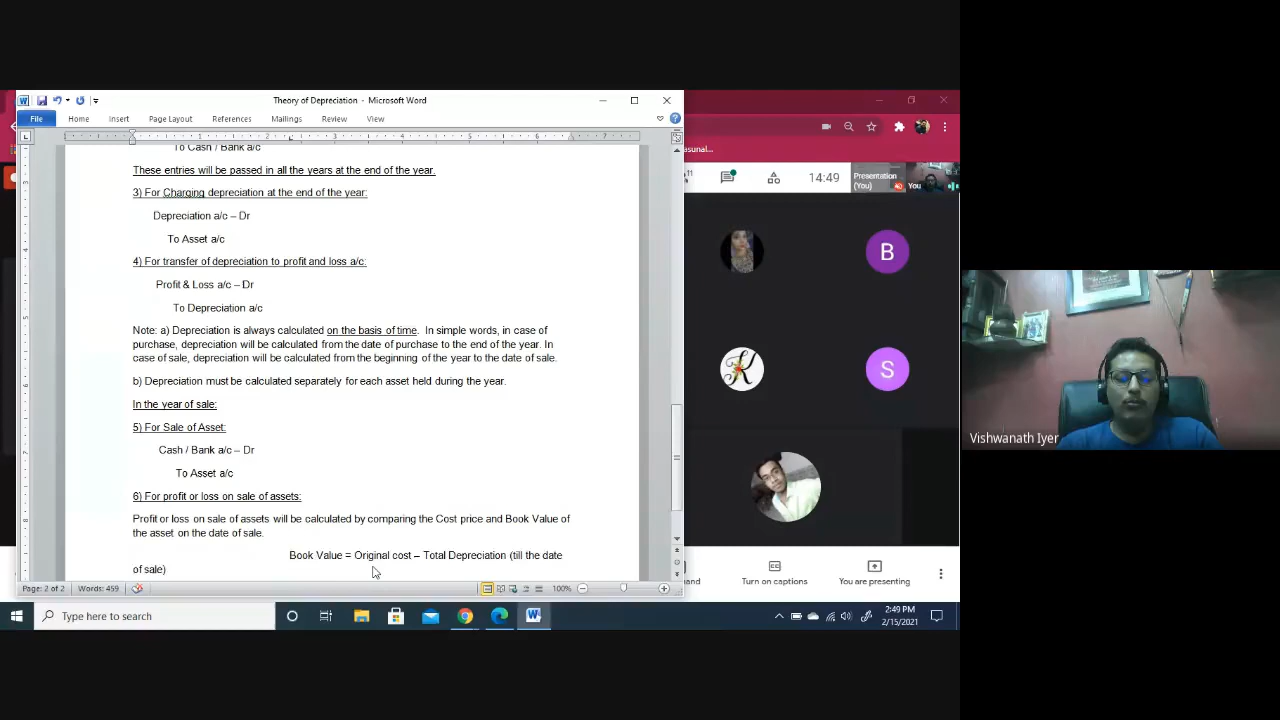 Theory of Depreciation - Microsoft Word
File
Home
Insert
Page Layout
References
Mailings
Review
View
To Cash / Bank a/c
These entries will be passed in all the years at the end of the year.
3) For Charging depreciation at the end of the year:
Depreciation a/c – Dr
To Asset a/c
4) For transfer of depreciation to profit and loss a/c:
Profit & Loss a/c – Dr
To Depreciation a/c
Note: a) Depreciation is always calculated on the basis of time. In simple words, in case of
purchase, depreciation will be calculated from the date of purchase to the end of the year. In
case of sale, depreciation will be calculated from the beginning of the year to the date of sale.
b) Depreciation must be calculated separately for each asset held during the year.
In the year of sale:
5) For Sale of Asset:
Cash / Bank a/c – Dr
To Asset a/c
6) For profit or loss on sale of assets:
Profit or loss on sale of assets will be calculated by comparing the Cost price and Book Value of
the asset on the date of sale.
Book Value = Original cost – Total Depreciation (till the date
of sale)
Page: 2 of 2
Words: 459
100%
esunal...
11
14:49
Presentation
(You)
You
B
K
S
and
Turn on captions
You are presenting
Type here to search
2:49 PM
2/15/2021
Vishwanath Iyer